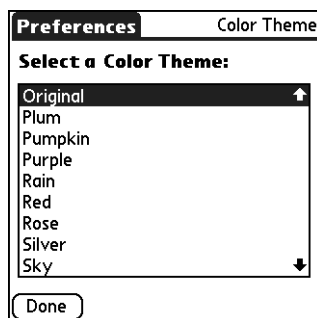 Preferences Color Theme
Select a Color Theme:
Original
Plum
Pumpkin
Purple
Rain
Red
Rose
Silver
Sky
Done